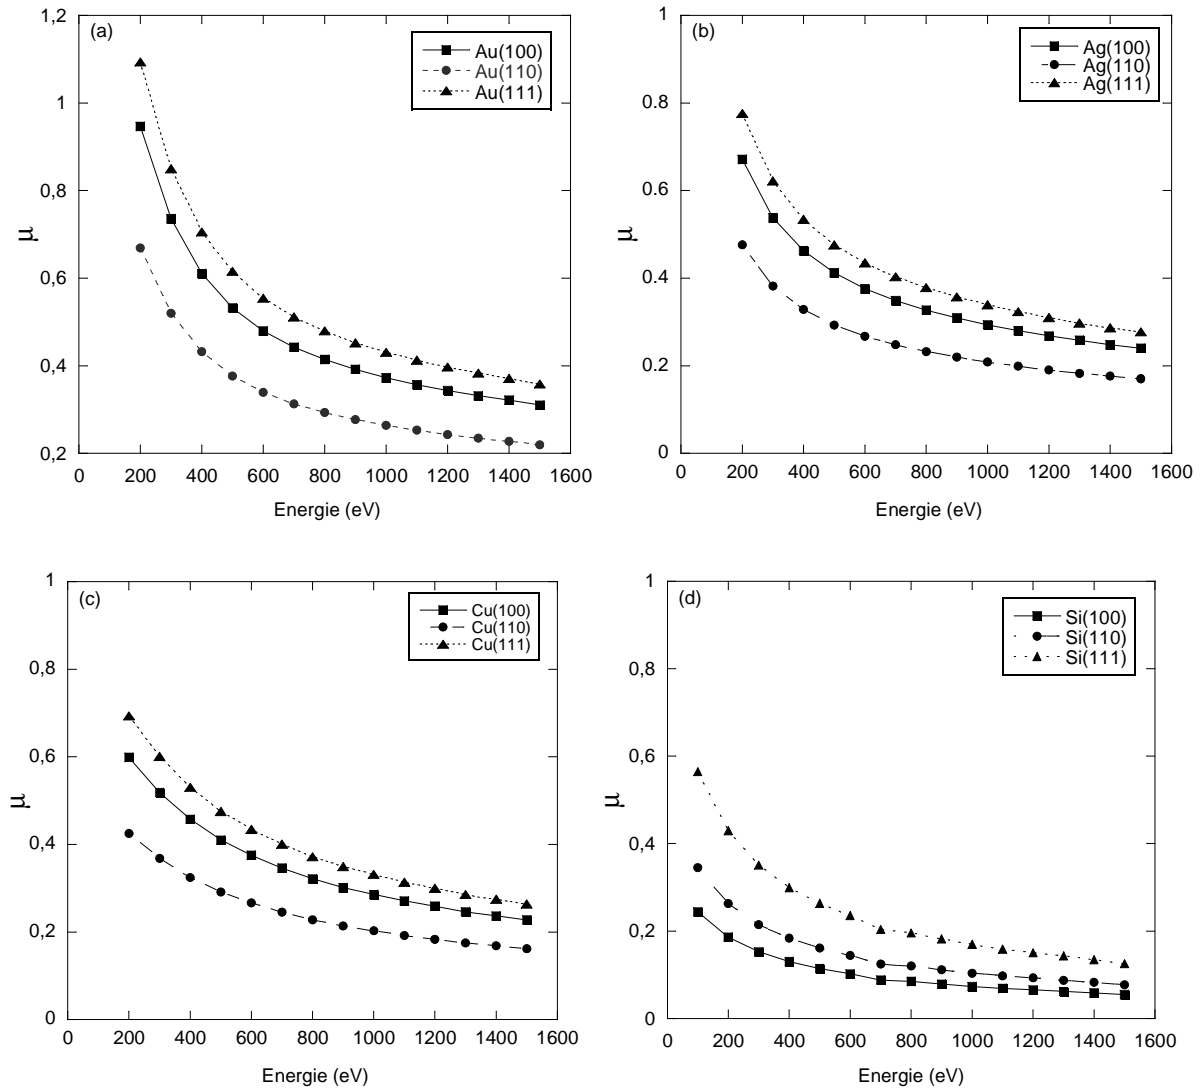 (a)
1,2
1
0,8
0,6
0,4
0,2
μ
Au(100)
Au(110)
Au(111)
0 200 400 600 800 1000 1200 1400 1600
Energie (eV)
(b)
1
0.8
0.6
0.4
0.2
0
μ
Ag(100)
Ag(110)
Ag(111)
0 200 400 600 800 1000 1200 1400 1600
Energie (eV)
(c)
1
0,8
0,6
0,4
0,2
0
μ
Cu(100)
Cu(110)
Cu(111)
0 200 400 600 800 1000 1200 1400 1600
Energie (eV)
(d)
1
0,8
0,6
0,4
0,2
0
μ
Si(100)
Si(110)
Si(111)
0 200 400 600 800 1000 1200 1400 1600
Energie (eV)